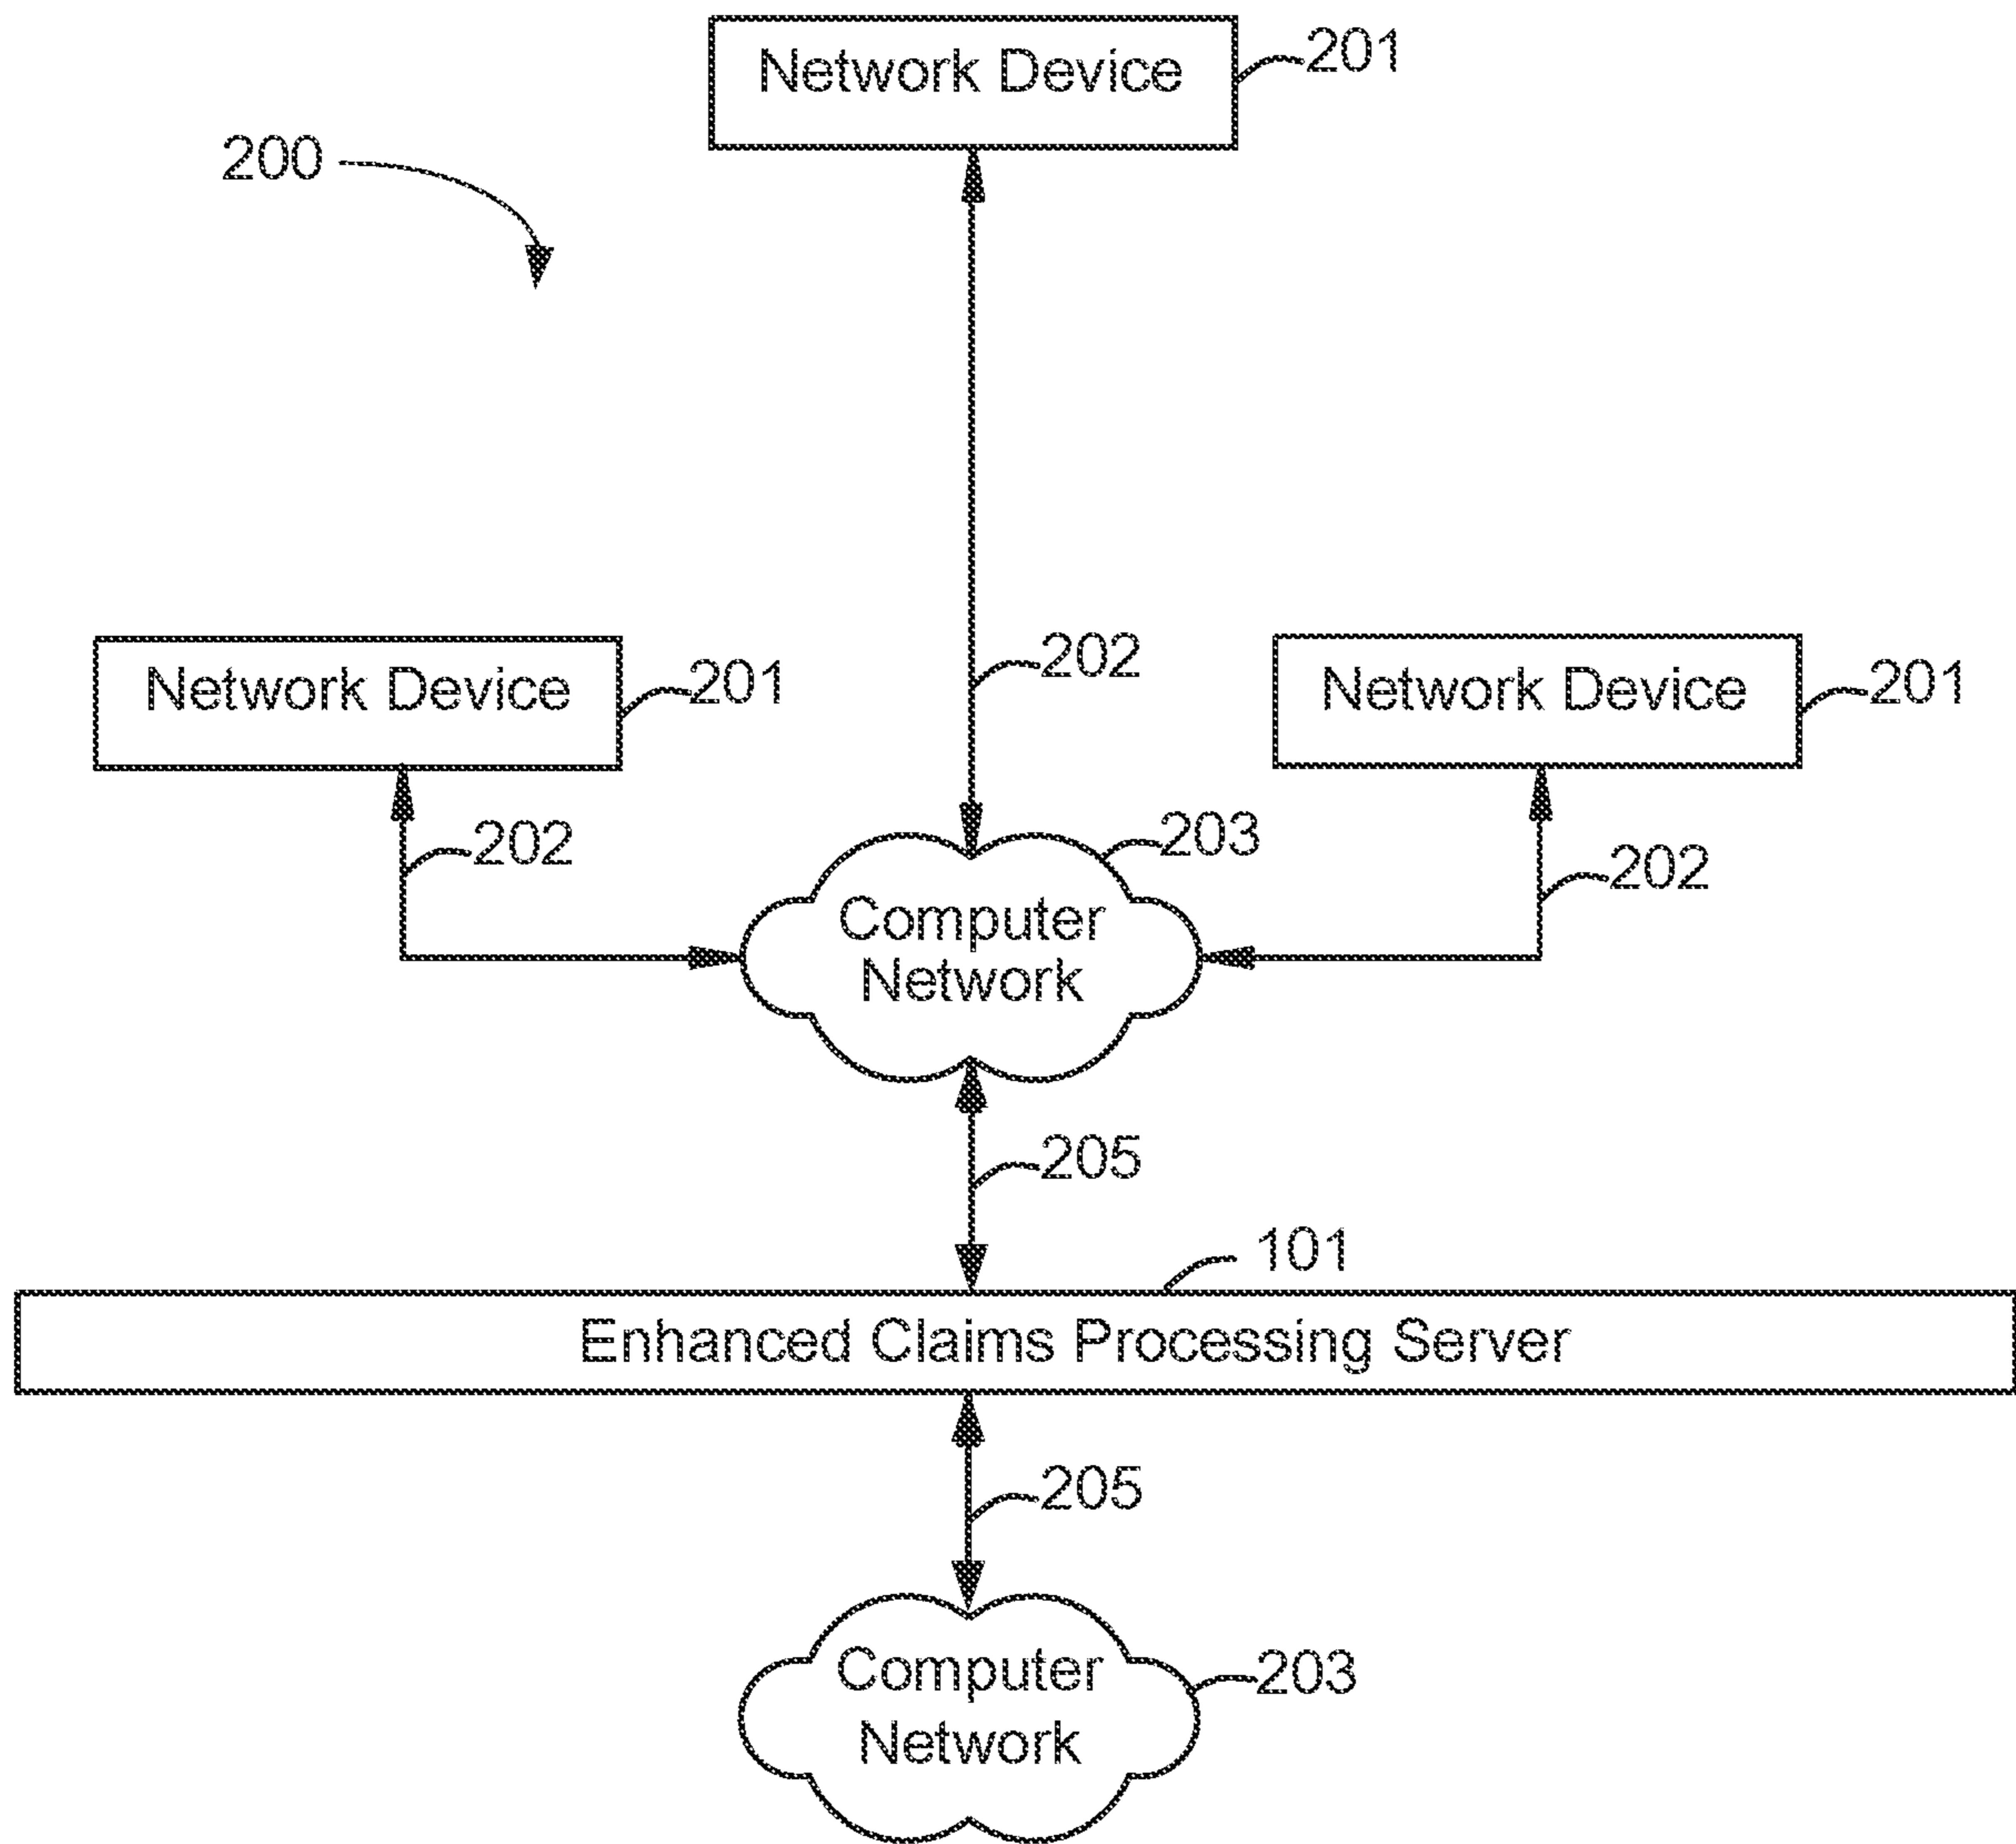 Network Device
201
200
202
Network Device
201
Network Device
201
202
203
202
Computer
Network
205
101
Enhanced Claims Processing Server
205
Computer
Network
203